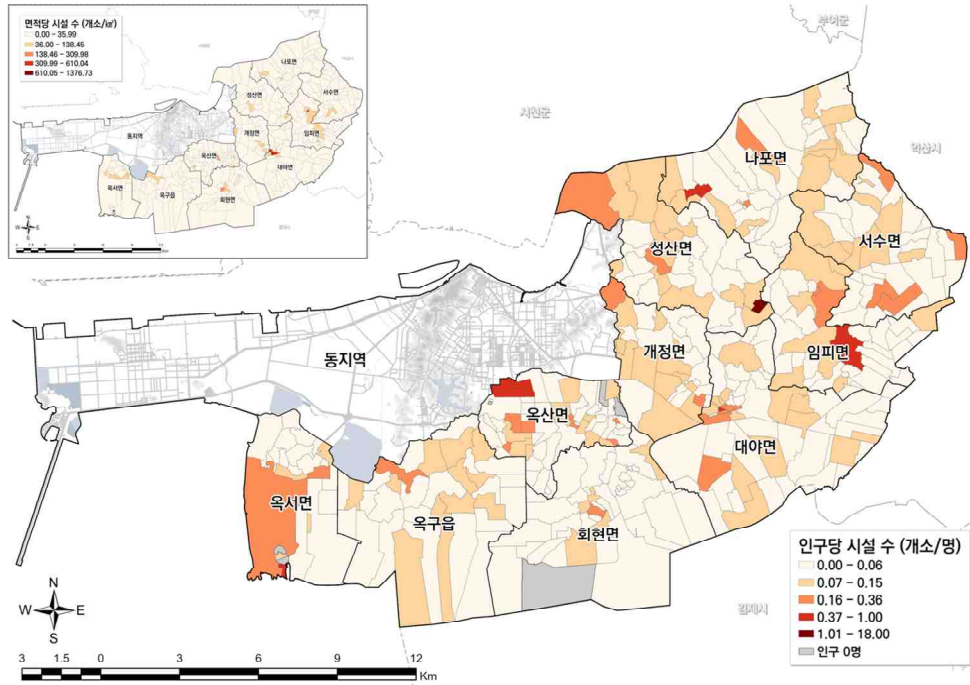 면적당 시설 수 (개소/㎢)
0.00 - 35.99
36.00 - 138.45
138.46 - 309.98
309.99 - 610.04
610.05 - 1376.73
나포면
성산면
서수면
개정면
임피면
동지역
옥산면
대야면
옥서면
옥구읍
회현면
N
W E
S
Km
부여군
서천군
익산시
나포면
성산면
서수면
동지역
개정면
임피면
옥산면
대야면
옥서면
옥구읍
회현면
김제시
인구당 시설 수 (개소/명)
0.00 - 0.06
0.07 - 0.15
0.16 - 0.36
0.37 - 1.00
1.01 - 18.00
인구 0명
N
W E
S
3 1.5 0 3 6 9 12
Km